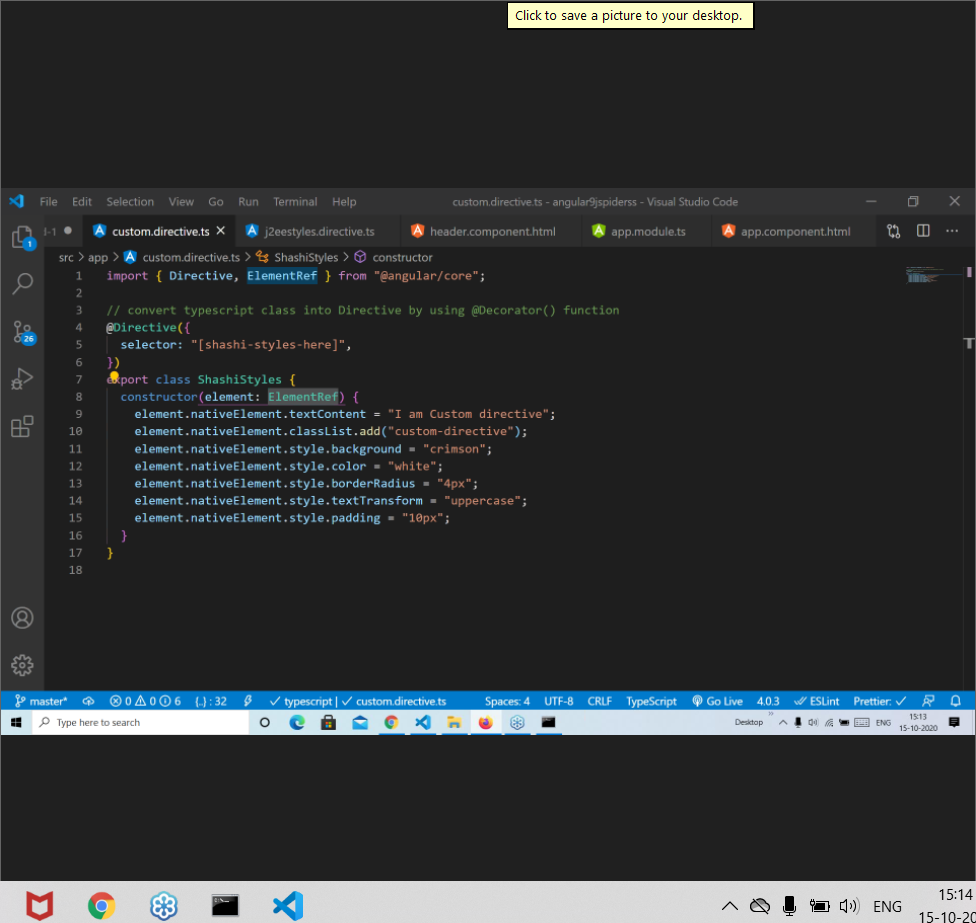 Click to save a picture to your desktop.
File Edit Selection View Go Run Terminal Help custom.directive.ts - angular9jspiderss - Visual Studio Code
1 3-1 custom.directive.ts j2eestyles.directive.ts header.component.html app.module.ts app.component.html
src > app > custom.directive.ts > ShashiStyles > constructor
1 import { Directive, ElementRef } from "@angular/core";
2
3 // convert typescript class into Directive by using @Decorator() function
4 @Directive({
5 selector: "[shashi-styles-here]",
6 })
7 export class ShashiStyles {
8 constructor(element: ElementRef) {
9 element.nativeElement.textContent = "I am Custom directive";
10 element.nativeElement.classList.add("custom-directive");
11 element.nativeElement.style.background = "crimson";
12 element.nativeElement.style.color = "white";
13 element.nativeElement.style.borderRadius = "4px";
14 element.nativeElement.style.textTransform = "uppercase";
15 element.nativeElement.style.padding = "10px";
16 }
17 }
18
26
master* 0 0 6 {..} : 32 typescript | custom.directive.ts Spaces: 4 UTF-8 CRLF TypeScript Go Live 4.0.3 ESLint Prettier:
Type here to search Desktop ENG 15:13
15-10-2020
ENG 15:14
15-10-20